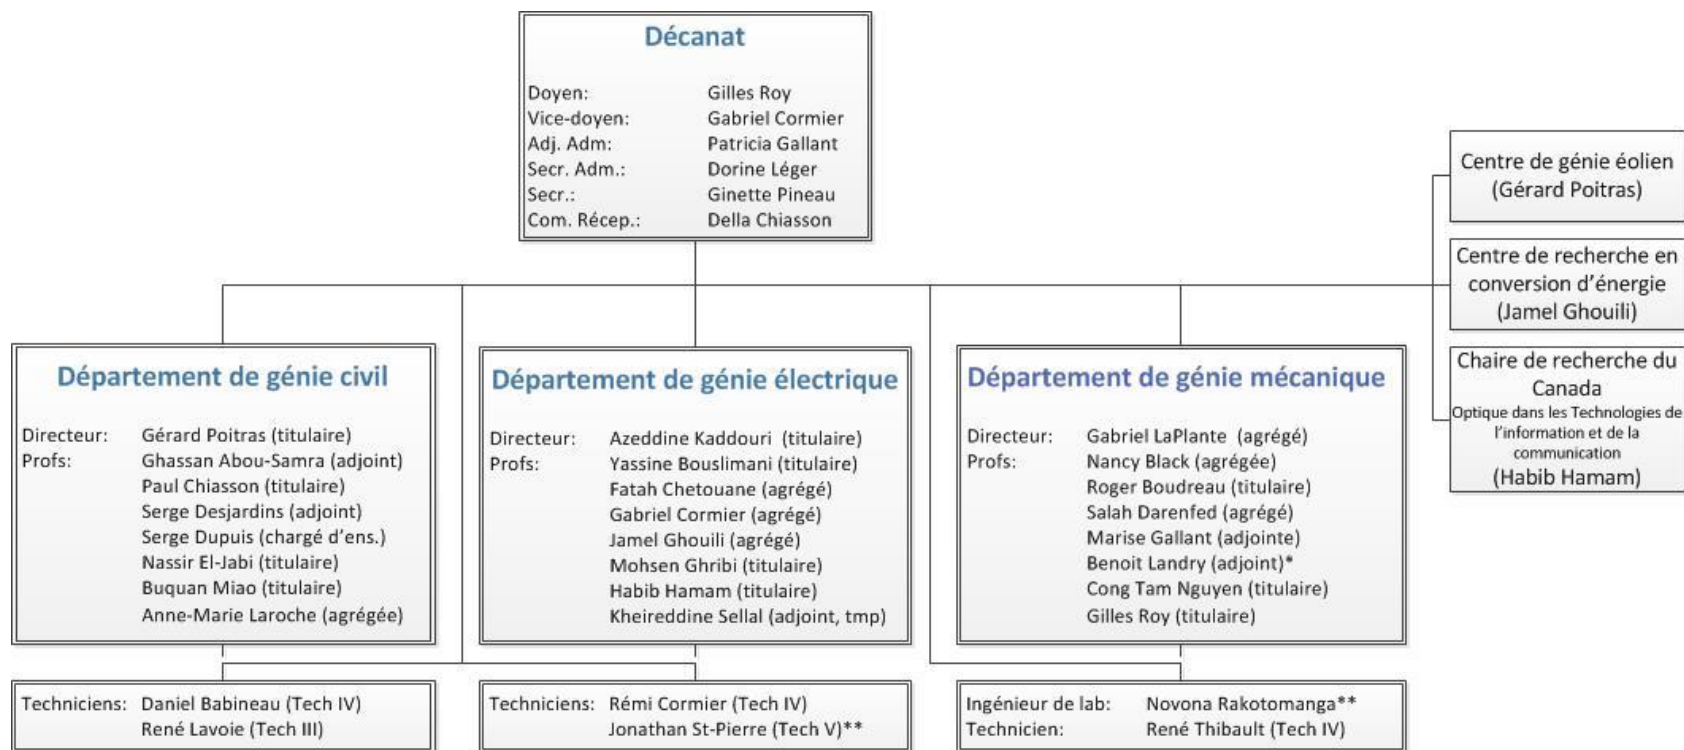 Décanat
Doyen: Gilles Roy
Vice-doyen: Gabriel Cormier
Adj. Adm: Patricia Gallant
Secr. Adm.: Dorine Léger
Secr.: Ginette Pineau
Com. Récep.: Della Chiasson
Centre de génie éolien
(Gérard Poitras)
Centre de recherche en
conversion d'énergie
(Jamel Ghouili)
Chaire de recherche du
Canada
Optique dans les Technologies de
l'information et de la
communication
(Habib Hamam)
Département de génie civil
Directeur: Gérard Poitras (titulaire)
Profs: Ghassan Abou-Samra (adjoint)
Paul Chiasson (titulaire)
Serge Desjardins (adjoint)
Serge Dupuis (chargé d'ens.)
Nassir El-Jabi (titulaire)
Buquan Miao (titulaire)
Anne-Marie Laroche (agrégée)
Techniciens: Daniel Babineau (Tech IV)
René Lavoie (Tech III)
Département de génie électrique
Directeur: Azeddine Kaddouri (titulaire)
Profs: Yassine Bouslimani (titulaire)
Fatah Chetouane (agrégé)
Gabriel Cormier (agrégé)
Jamel Ghouili (agrégé)
Mohsen Ghribi (titulaire)
Habib Hamam (titulaire)
Kheireddine Sellal (adjoint, tmp)
Techniciens: Rémi Cormier (Tech IV)
Jonathan St-Pierre (Tech V)**
Département de génie mécanique
Directeur: Gabriel LaPlante (agrégé)
Profs: Nancy Black (agrégée)
Roger Boudreau (titulaire)
Salah Darenfed (agrégé)
Marise Gallant (adjointe)
Benoit Landry (adjoint)*
Cong Tam Nguyen (titulaire)
Gilles Roy (titulaire)
Ingénieur de lab: Novona Rakotomanga**
Technicien: René Thibault (Tech IV)